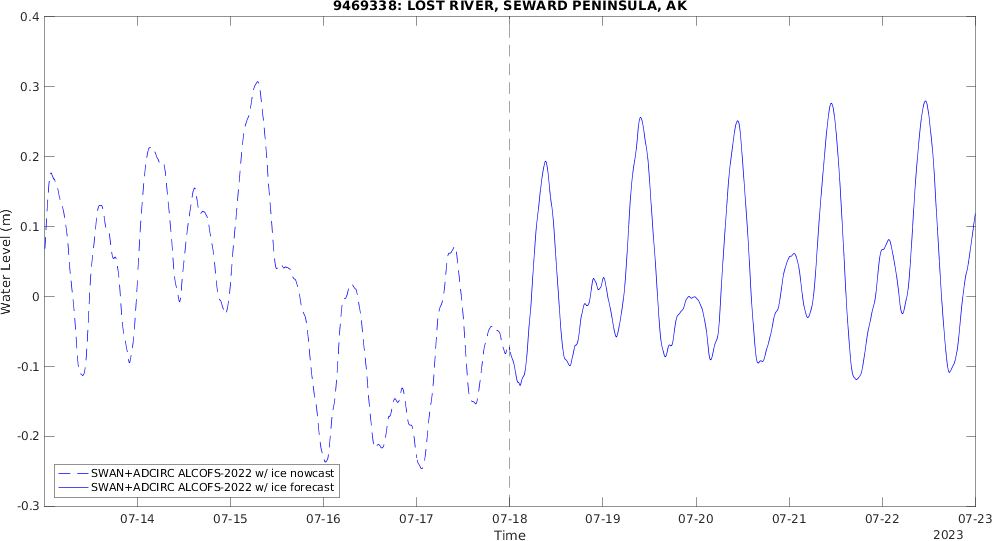 9469338: LOST RIVER, SEWARD PENINSULA, AK
0.4
0.3
0.2
0.1
0
-0.1
-0.2
-0.3
Water Level (m)
SWAN+ADCIRC ALCOFS-2022 w/ ice nowcast
SWAN+ADCIRC ALCOFS-2022 w/ ice forecast
07-14 07-15 07-16 07-17 07-18 07-19 07-20 07-21 07-22 07-23
Time
2023